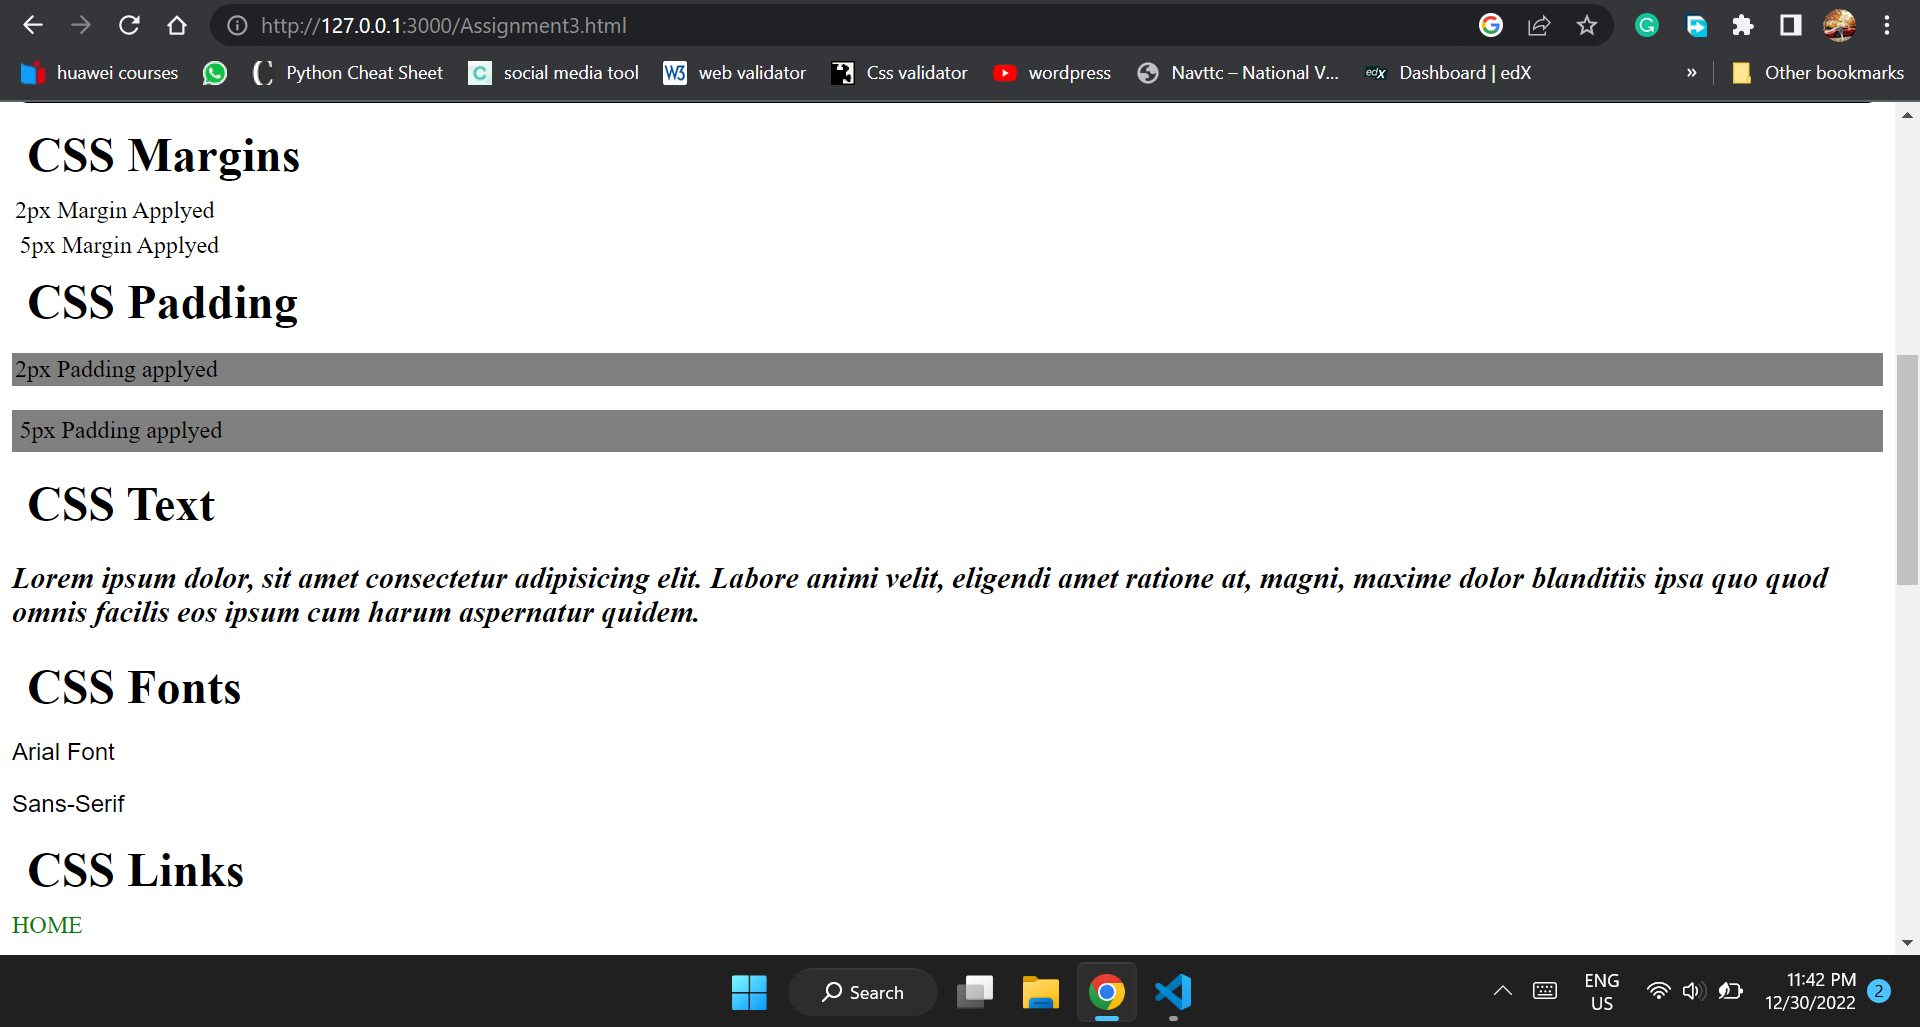 http://127.0.0.1:3000/Assignment3.html
huawei courses
Python Cheat Sheet
social media tool
W3 web validator
Css validator
wordpress
Navttc – National V...
edX Dashboard | edX
»
Other bookmarks
CSS Margins
2px Margin Applyed
5px Margin Applyed
CSS Padding
2px Padding applyed
5px Padding applyed
CSS Text
Lorem ipsum dolor, sit amet consectetur adipisicing elit. Labore animi velit, eligendi amet ratione at, magni, maxime dolor blanditiis ipsa quo quod
omnis facilis eos ipsum cum harum aspernatur quidem.
CSS Fonts
Arial Font
Sans-Serif
CSS Links
HOME
Search
ENG
US
11:42 PM
12/30/2022
2